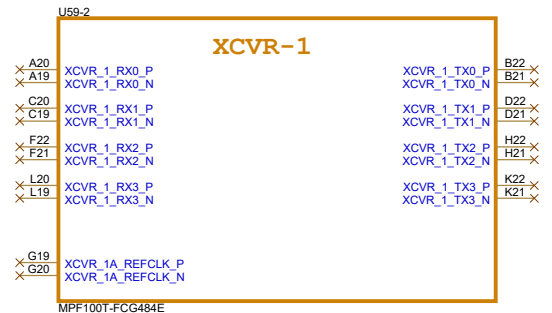 U59-2
XCVR-1
A20 XCVR_1_RX0_P XCVR_1_TX0_P B22
A19 XCVR_1_RX0_N XCVR_1_TX0_N B21
C20 XCVR_1_RX1_P XCVR_1_TX1_P D22
C19 XCVR_1_RX1_N XCVR_1_TX1_N D21
F22 XCVR_1_RX2_P XCVR_1_TX2_P H22
F21 XCVR_1_RX2_N XCVR_1_TX2_N H21
L20 XCVR_1_RX3_P XCVR_1_TX3_P K22
L19 XCVR_1_RX3_N XCVR_1_TX3_N K21
G19 XCVR_1A_REFCLK_P
G20 XCVR_1A_REFCLK_N
MPF100T-FCG484E